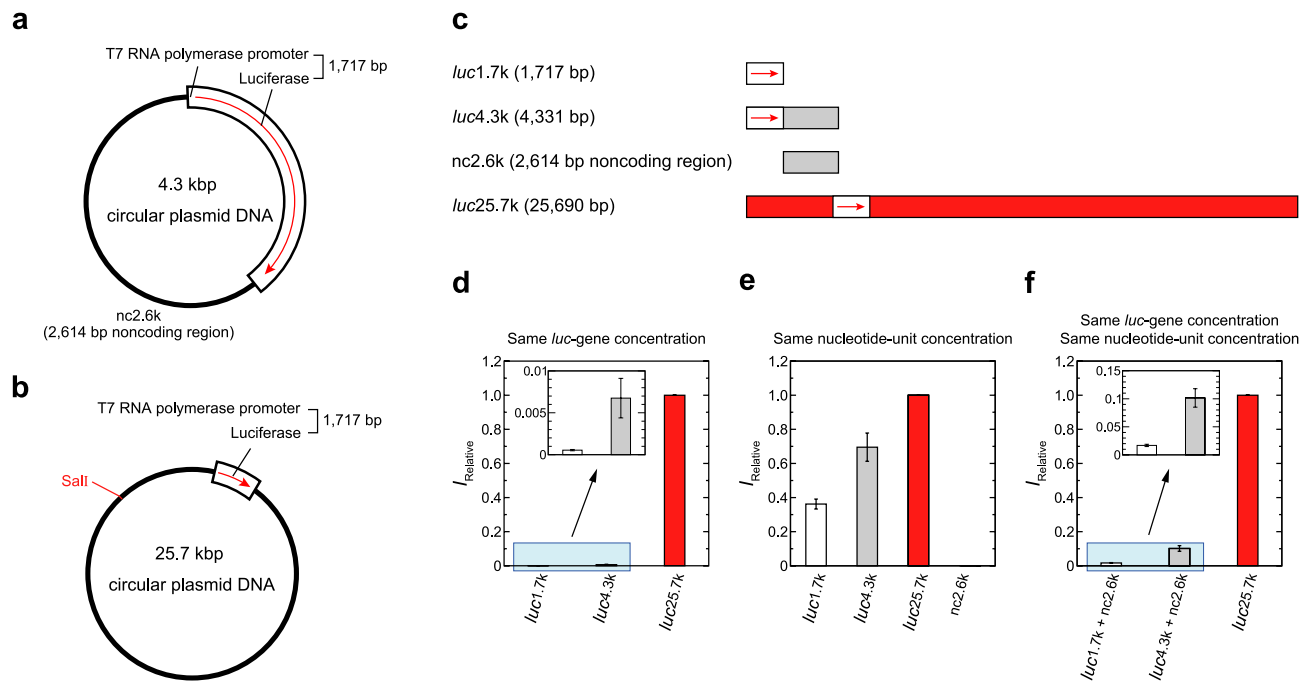 a
T7 RNA polymerase promoter
Luciferase
1,717 bp
4.3 kbp
circular plasmid DNA
nc2.6k
(2,614 bp noncoding region)
b
T7 RNA polymerase promoter
Luciferase
1,717 bp
SalI
25.7 kbp
circular plasmid DNA
c
luc1.7k (1,717 bp)
luc4.3k (4,331 bp)
nc2.6k (2,614 bp noncoding region)
luc25.7k (25,690 bp)
d
Same luc-gene concentration
IRelative
1.2
1.0
0.8
0.6
0.4
0.2
0
0.01
0.005
0
luc1.7k
luc4.3k
luc25.7k
e
Same nucleotide-unit concentration
IRelative
1.2
1.0
0.8
0.6
0.4
0.2
0
luc1.7k
luc4.3k
luc25.7k
nc2.6k
f
Same luc-gene concentration
Same nucleotide-unit concentration
IRelative
1.2
1.0
0.8
0.6
0.4
0.2
0
0.15
0.1
0.05
0
luc1.7k + nc2.6k
luc4.3k + nc2.6k
luc25.7k